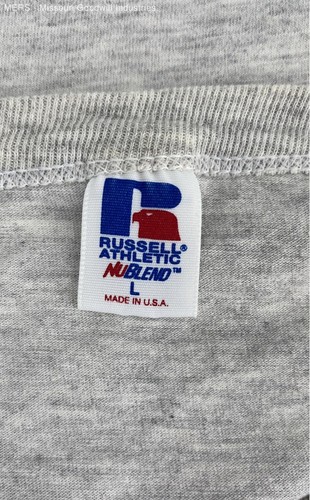 MERS - Missouri Goodwill Industries
RUSSELL®
ATHLETIC
NUBLEND™
L
MADE IN U.S.A.